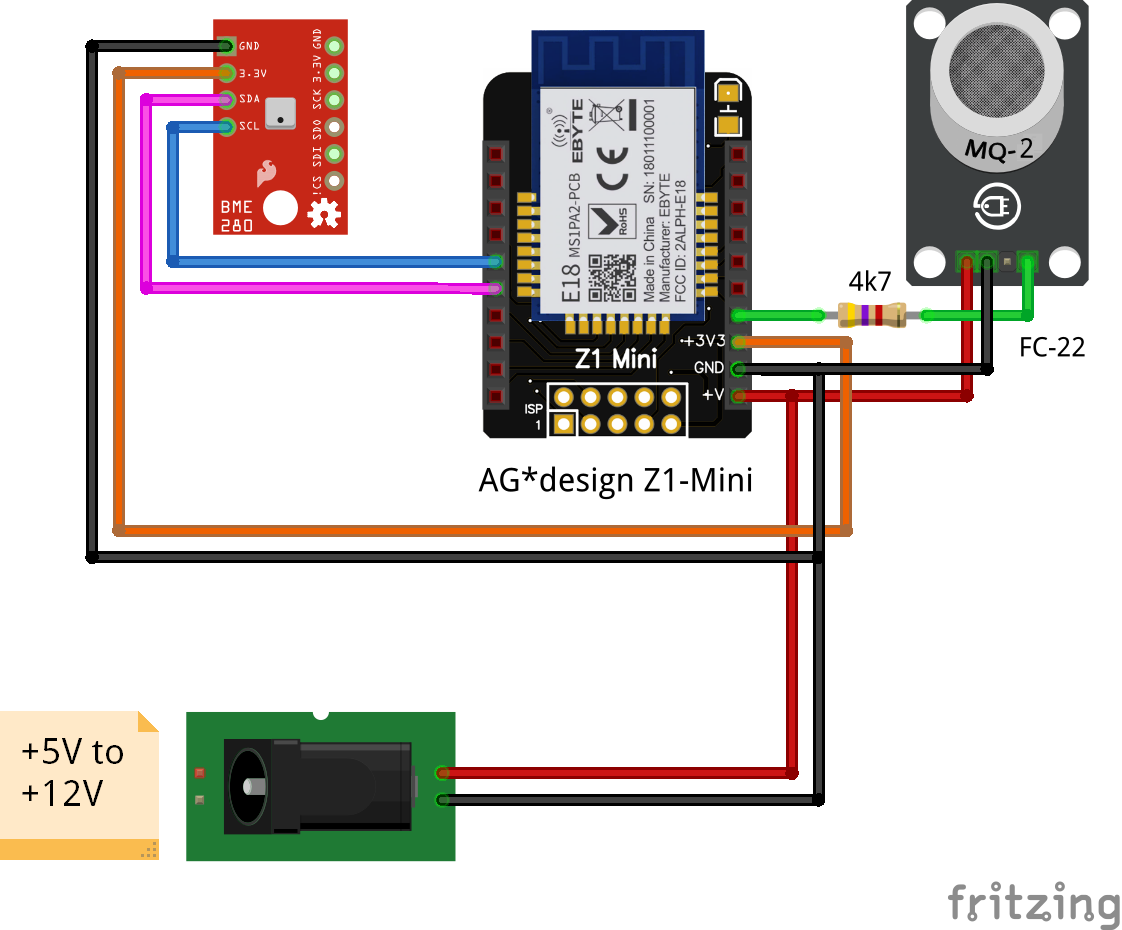 GND
3.3V
SDA
SCL
GND
3.3V
SCK
SDO
SDI
!CS
BME
280
EBYTE
®
CE
RoHS
E18 MS1PA2-PCB
Made in China SN: 18011100001
Manufacturer: EBYTE
FCC ID: 2ALPH-E18
Z1 Mini
+3V3
GND
+V
ISP
1
AG*design Z1-Mini
MQ-2
4k7
FC-22
+5V to
+12V
fritzing